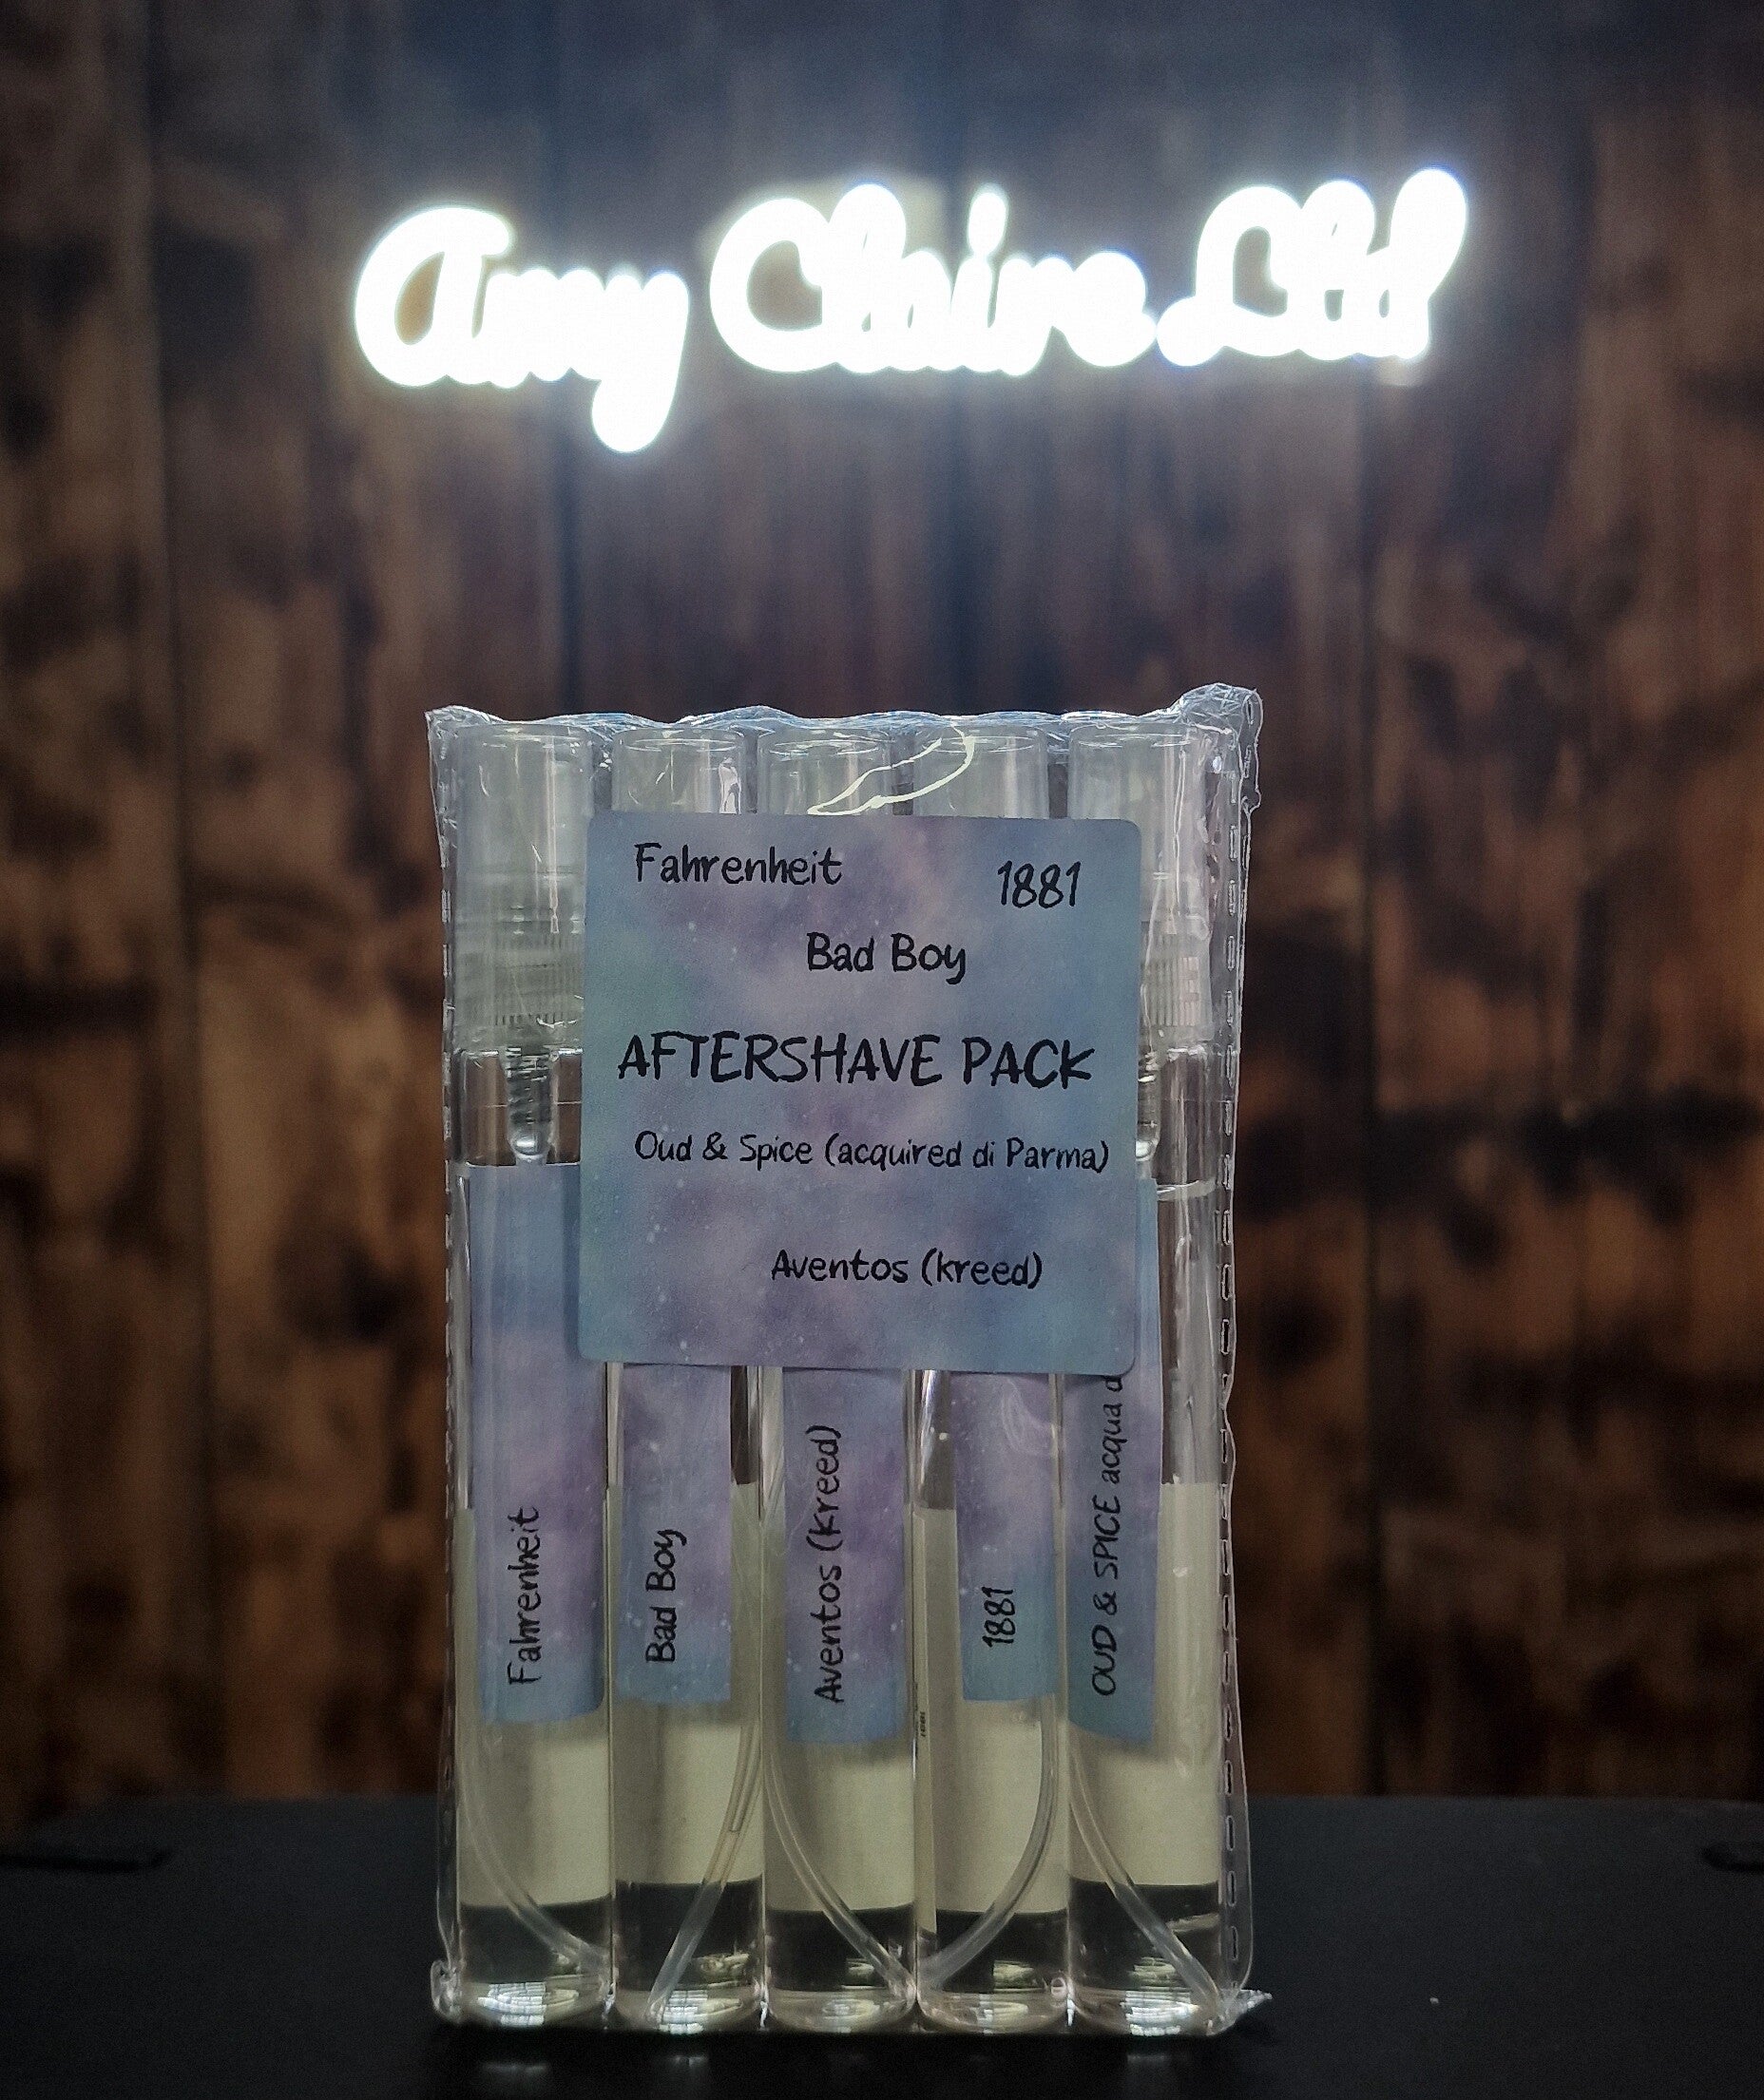 Amy Claire Ltd
Fahrenheit 1881
Bad Boy
AFTERSHAVE PACK
Oud & Spice (acquired di Parma)
Aventos (kreed)
Fahrenheit
Bad Boy
Aventos (kreed)
1881
OUD & SPICE acqua d